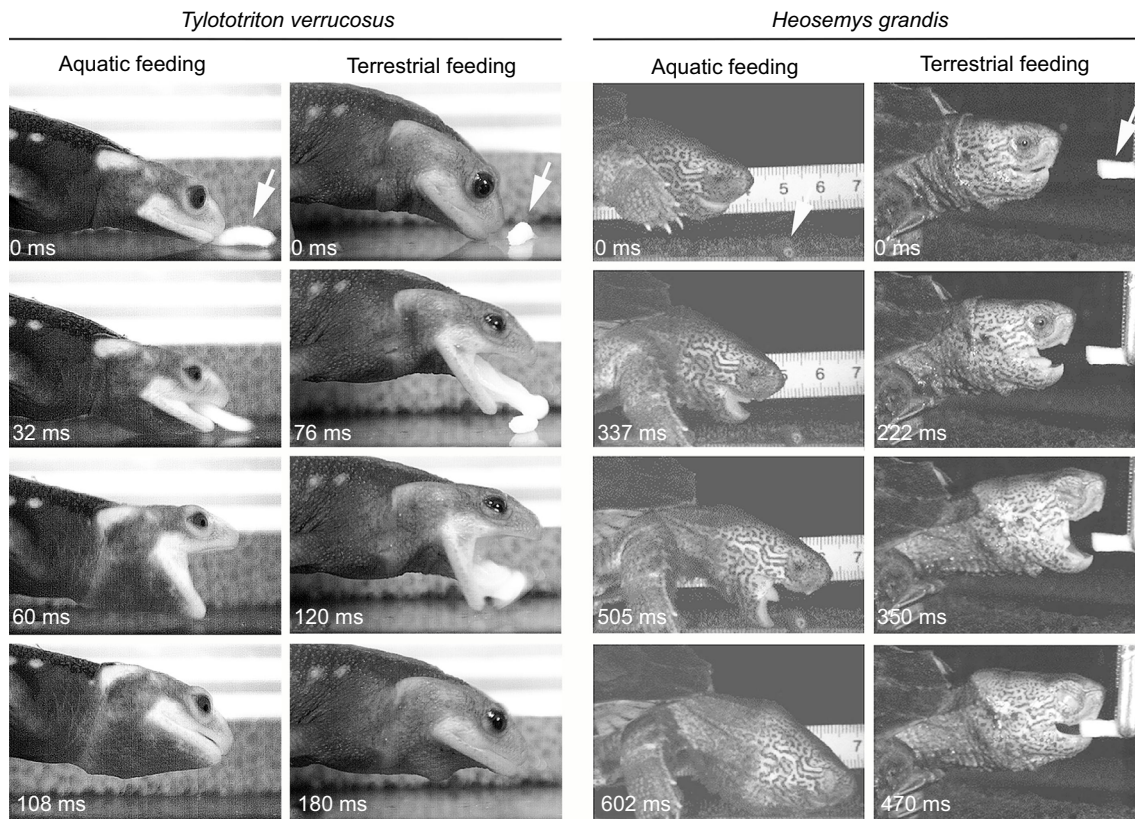 Tylototriton verrucosus
Heosemys grandis
Aquatic feeding
Terrestrial feeding
Aquatic feeding
Terrestrial feeding
0 ms
0 ms
5 6 7
0 ms
0 ms
32 ms
76 ms
5 6 7
337 ms
222 ms
60 ms
120 ms
6 7
505 ms
350 ms
108 ms
180 ms
7
602 ms
470 ms